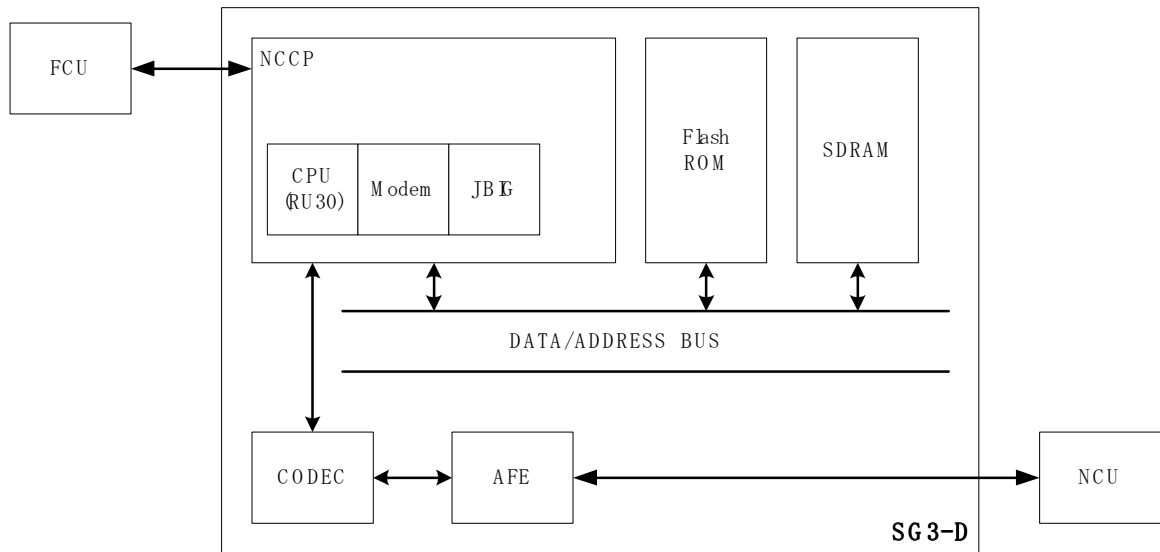 FCU
NCCP
CPU
(RU30)
Modem
JBIG
Flash
ROM
SDRAM
DATA/ADDRESS BUS
CODEC
AFE
NCU
SG3-D